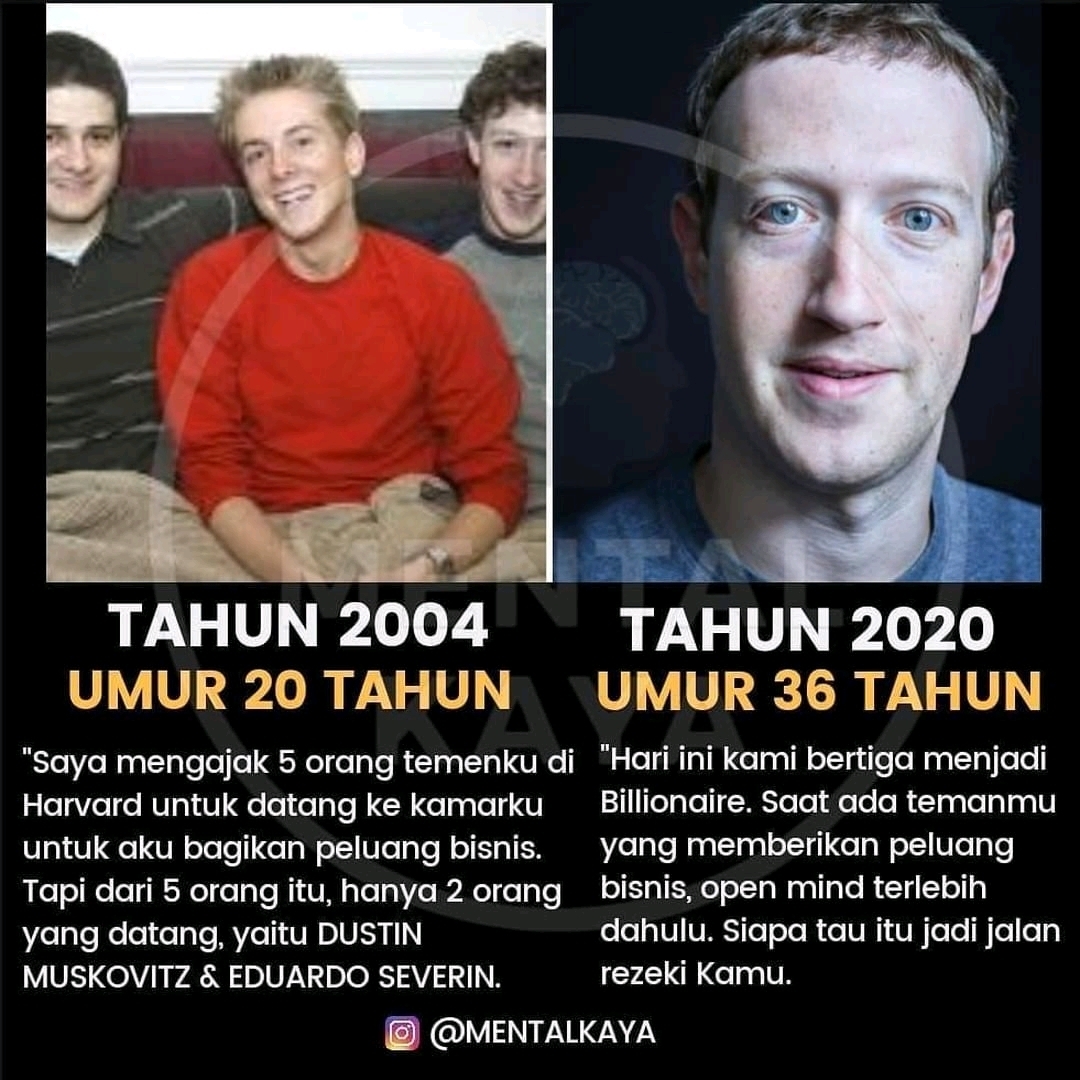 TAHUN 2004
UMUR 20 TAHUN
"Saya mengajak 5 orang temenku di
Harvard untuk datang ke kamarku
untuk aku bagikan peluang bisnis.
Tapi dari 5 orang itu, hanya 2 orang
yang datang, yaitu DUSTIN
MUSKOVITZ & EDUARDO SEVERIN.
TAHUN 2020
UMUR 36 TAHUN
"Hari ini kami bertiga menjadi
Billionaire. Saat ada temanmu
yang memberikan peluang
bisnis, open mind terlebih
dahulu. Siapa tau itu jadi jalan
rezeki Kamu.
@MENTALKAYA
MENTAL
KAYA